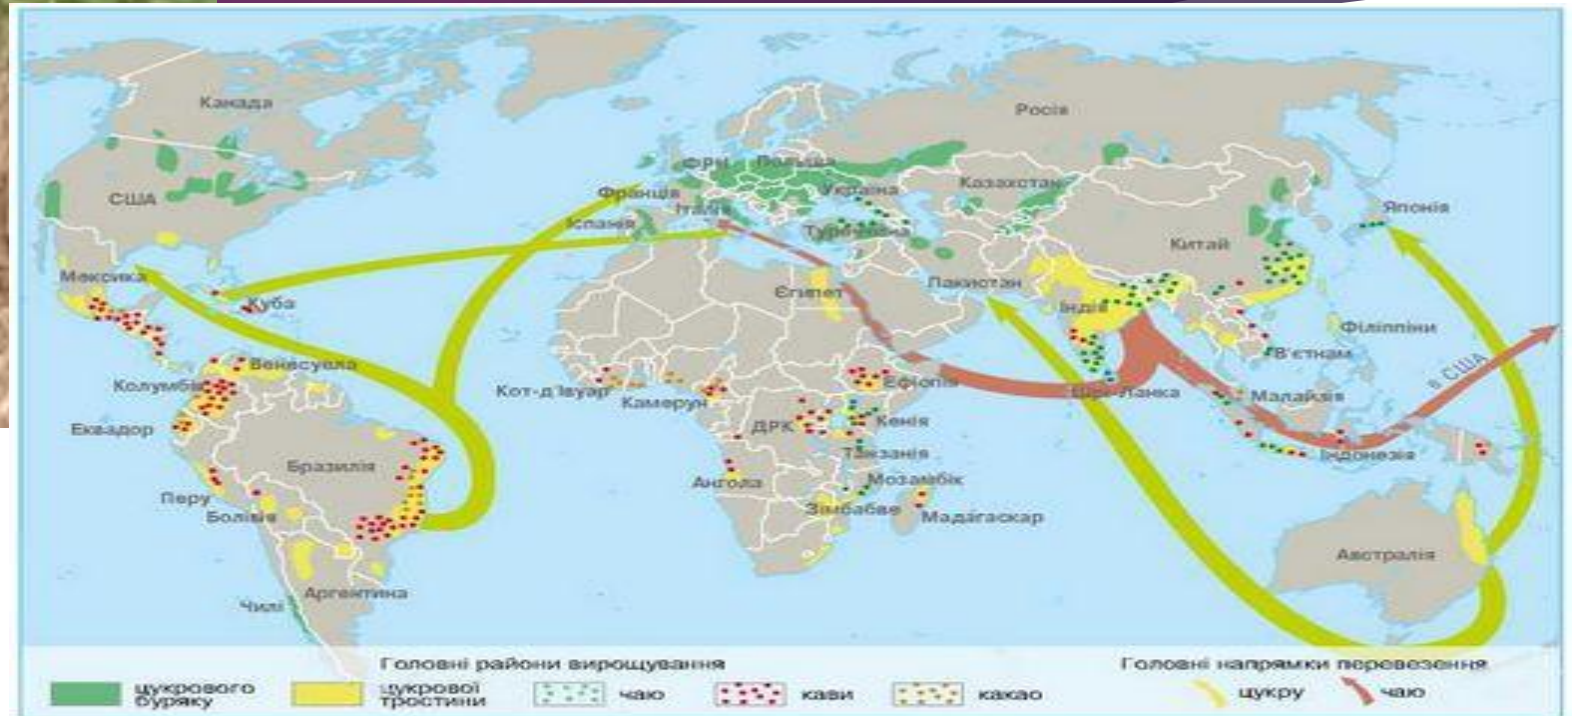 Канада
Росія
ФРН
Польща
США
Франція
Україна
Казахстан
Іспанія
Італія
Японія
Китай
Мексика
Куба
Єгипет
Пакистан
Індія
Філіппіни
В'єтнам
Венесуела
Колумбія
Кот-д'Івуар
Камерун
Ефіопія
Шрі-Ланка
Малайзія
в США
Еквадор
ДРК
Кенія
Бразилія
Танзанія
Індонезія
Перу
Ангола
Мозамбік
Болівія
Зімбабве
Мадагаскар
Австралія
Чилі
Аргентина
Головні райони вирощування
Головні напрямки перевезення
цукрового
буряку
цукрової
тростини
чаю
кави
какао
цукру
чаю